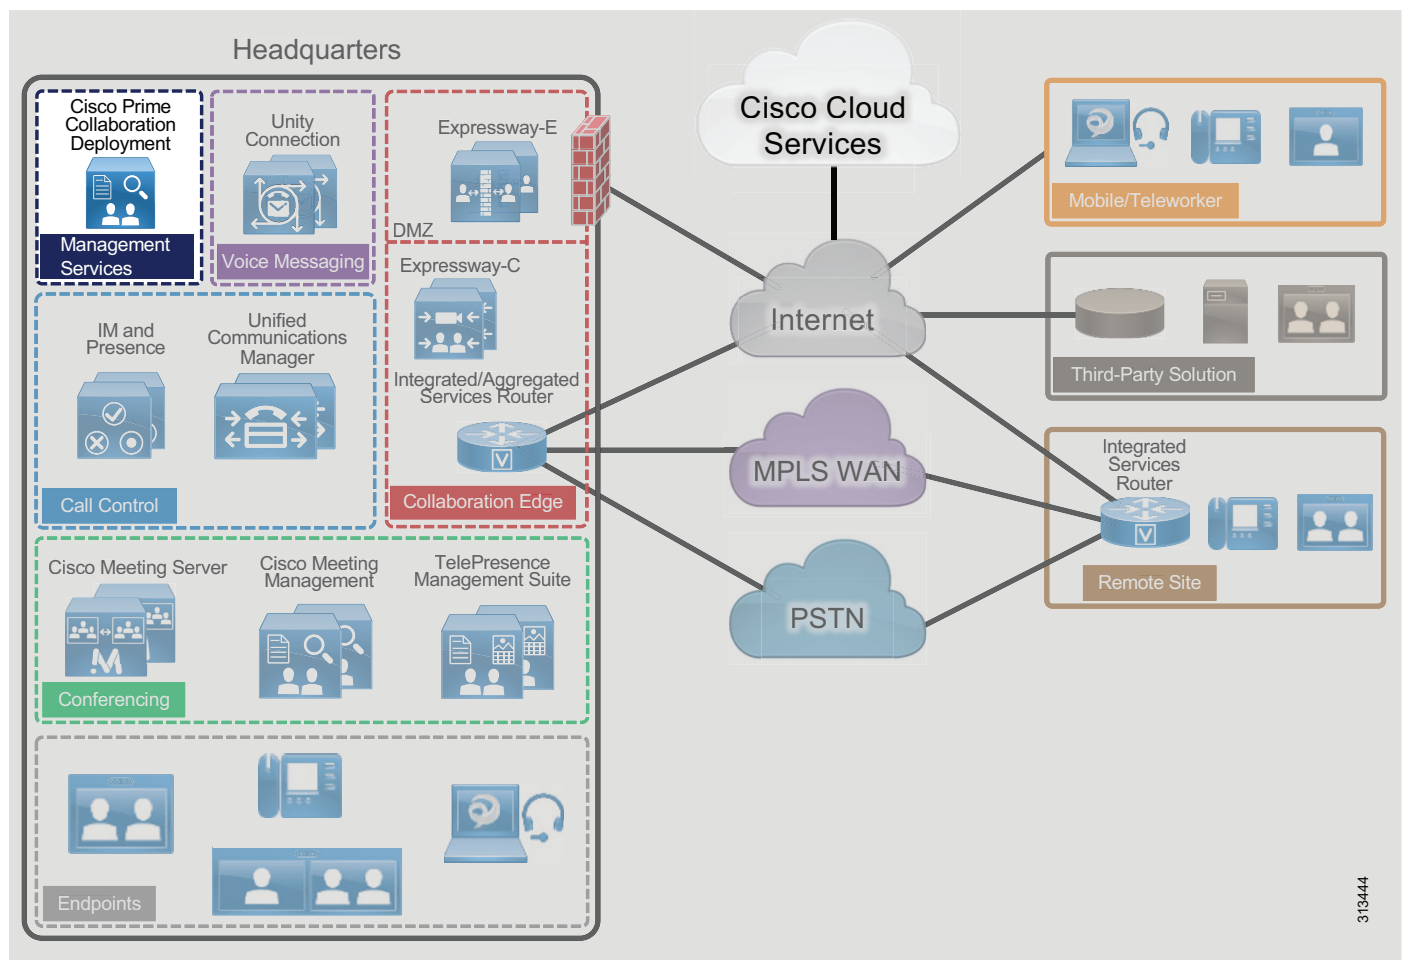 Headquarters
Cisco Prime
Collaboration
Deployment
Management
Services
Unity
Connection
Voice Messaging
Expressway-E
DMZ
Expressway-C
Integrated/Aggregated
Services Router
V
Collaboration Edge
IM and
Presence
Unified
Communications
Manager
Call Control
Cisco Meeting Server
M
Cisco Meeting
Management
TelePresence
Management Suite
Conferencing
Endpoints
Cisco Cloud
Services
Internet
MPLS WAN
PSTN
Mobile/Teleworker
Third-Party Solution
Integrated
Services
Router
V
Remote Site
313444